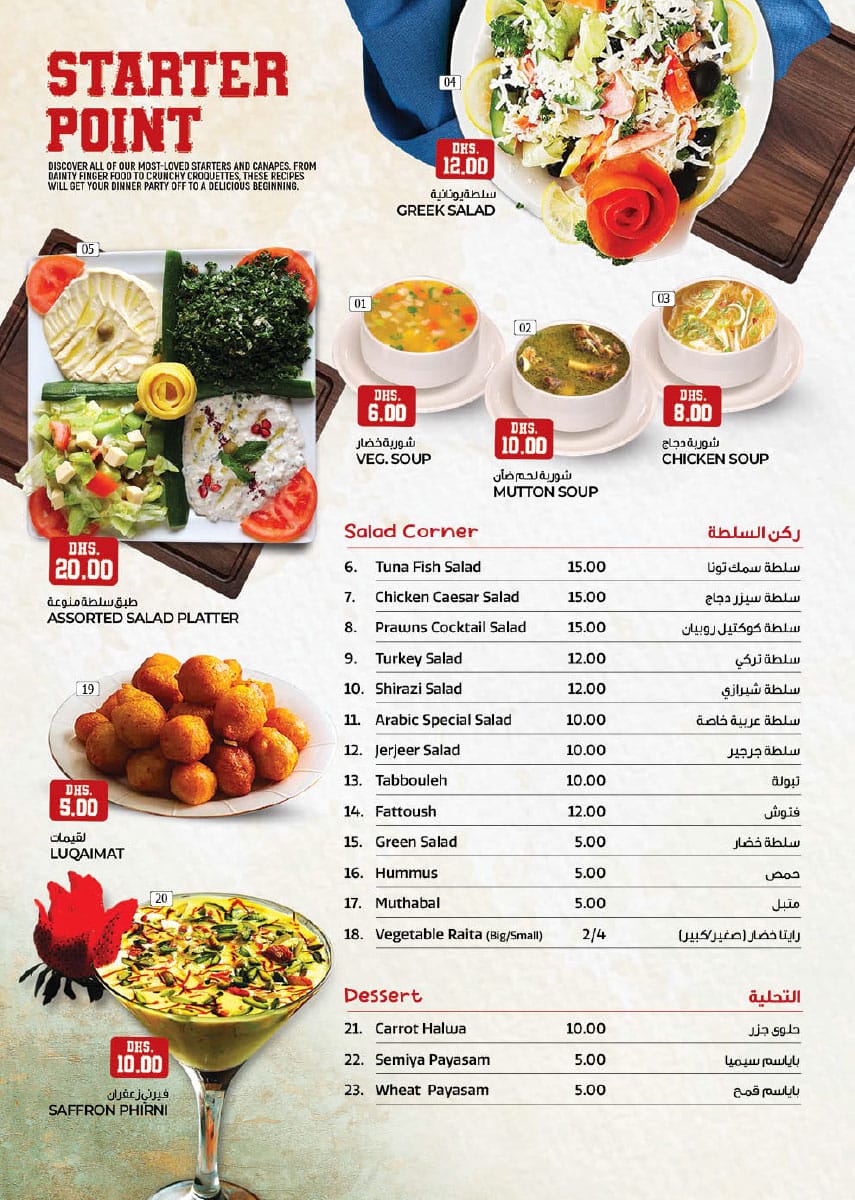 STARTER
POINT
DISCOVER ALL OF OUR MOST-LOVED STARTERS AND CANAPES. FROM
DAINTY FINGER FOOD TO CRUNCHY CROQUETTES, THESE RECIPES
WILL GET YOUR DINNER PARTY OFF TO A DELICIOUS BEGINNING.
04
DHS.
12.00
سلطة يونانية
GREEK SALAD
05
DHS.
20.00
طبق سلطة منوعة
ASSORTED SALAD PLATTER
01
DHS.
6.00
شوربة خضار
VEG. SOUP
02
DHS.
10.00
شوربة لحم ضأن
MUTTON SOUP
03
DHS.
8.00
شوربة دجاج
CHICKEN SOUP
19
DHS.
5.00
لقيمات
LUQAIMAT
20
DHS.
10.00
فيرني زعفران
SAFFRON PHIRNI
Salad Corner ركن السلطة
6. Tuna Fish Salad 15.00 سلطة سمك تونا
7. Chicken Caesar Salad 15.00 سلطة سيزر دجاج
8. Prawns Cocktail Salad 15.00 سلطة كوكتيل روبيان
9. Turkey Salad 12.00 سلطة تركي
10. Shirazi Salad 12.00 سلطة شيرازي
11. Arabic Special Salad 10.00 سلطة عربية خاصة
12. Jerjeer Salad 10.00 سلطة جرجير
13. Tabbouleh 10.00 تبولة
14. Fattoush 12.00 فتوش
15. Green Salad 5.00 سلطة خضار
16. Hummus 5.00 حمص
17. Muthabal 5.00 متبل
18. Vegetable Raita (Big/Small) 2/4 رايتا خضار (صغير/كبير)
Dessert التحلية
21. Carrot Halwa 10.00 حلوى جزر
22. Semiya Payasam 5.00 باياسم سيميا
23. Wheat Payasam 5.00 باياسم قمح